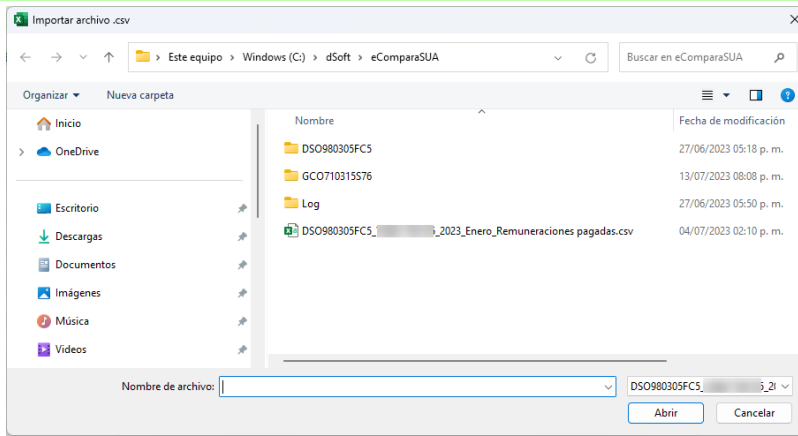 Importar archivo .csv
Este equipo > Windows (C:) > dSoft > eComparaSUA
Buscar en eComparaSUA
Organizar
Nueva carpeta
Inicio
OneDrive
Escritorio
Descargas
Documentos
Imágenes
Música
Videos
Nombre
Fecha de modificación
DSO980305FC5
27/06/2023 05:18 p. m.
GCO710315S76
13/07/2023 08:08 p. m.
Log
27/06/2023 05:50 p. m.
DSO980305FC5_ _2023_Enero_Remuneraciones pagadas.csv
04/07/2023 02:10 p. m.
Nombre de archivo:
DSO980305FC5_
Abrir
Cancelar